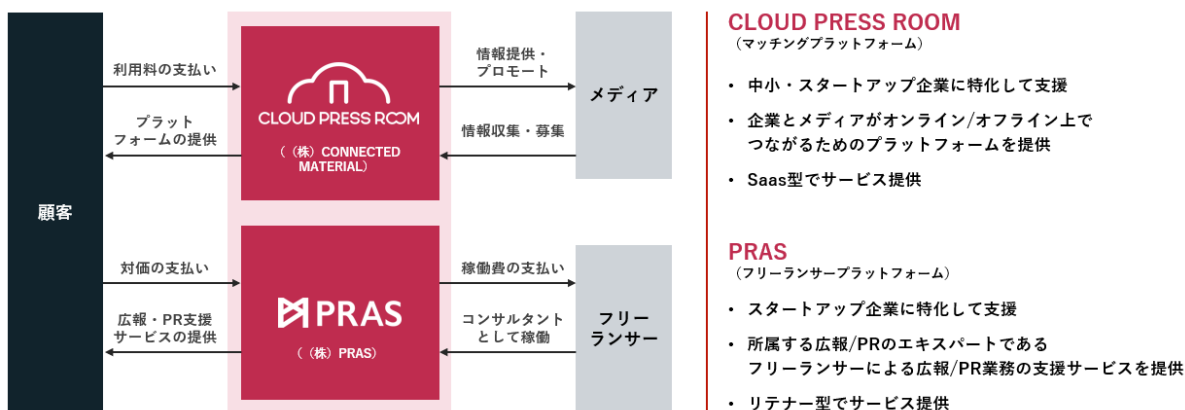 顧客
利用料の支払い
プラット
フォームの提供
CLOUD PRESS ROOM
(（株）CONNECTED
MATERIAL)
情報提供・
プロモート
情報収集・募集
メディア
対価の支払い
広報・PR支援
サービスの提供
PRAS
(（株）PRAS)
稼働費の支払い
コンサルタント
として稼働
フリー
ランサー
CLOUD PRESS ROOM
（マッチングプラットフォーム）
• 中小・スタートアップ企業に特化して支援
• 企業とメディアがオンライン/オフライン上で
つながるためのプラットフォームを提供
• Saas型でサービス提供
PRAS
（フリーランサープラットフォーム）
• スタートアップ企業に特化して支援
• 所属する広報/PRのエキスパートである
フリーランサーによる広報/PR業務の支援サービスを提供
• リテナー型でサービス提供